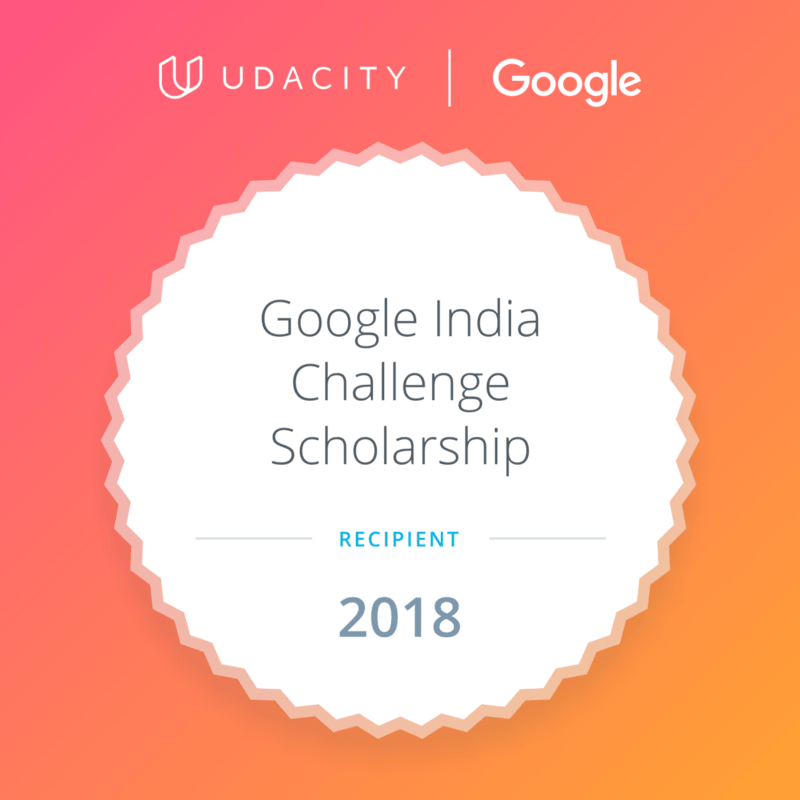 UDACITY | Google
Google India
Challenge
Scholarship
RECIPIENT
2018